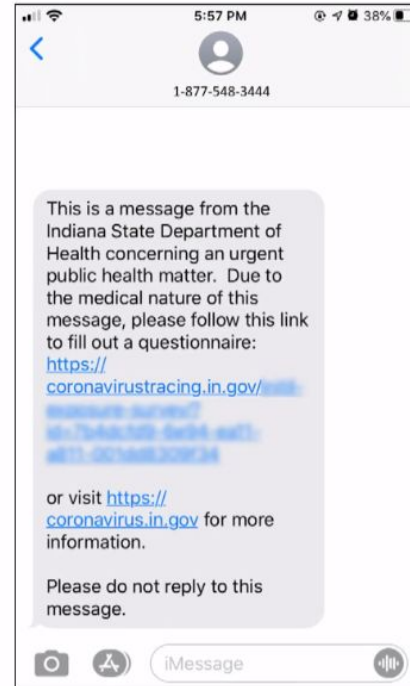 5:57 PM
38%
1-877-548-3444
This is a message from the
Indiana State Department of
Health concerning an urgent
public health matter.  Due to
the medical nature of this
message, please follow this link
to fill out a questionnaire:
https://
coronavirustracing.in.gov/
or visit https://
coronavirus.in.gov for more
information.
Please do not reply to this
message.
iMessage